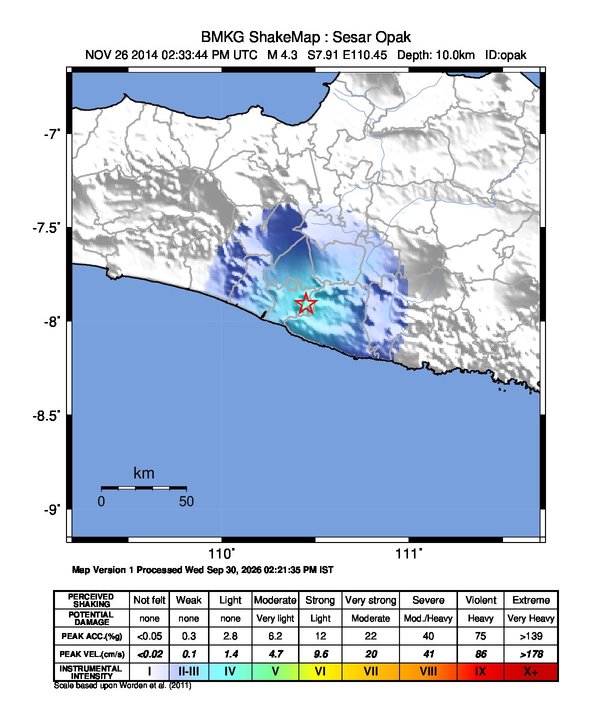 BMKG ShakeMap : Sesar Opak
NOV 26 2014 02:33:44 PM UTC M 4.3 S7.91 E110.45 Depth: 10.0km ID:opak
-7°
-7.5°
-8°
-8.5°
-9°
km
0 50
110° 111°
Map Version 1 Processed Wed Sep 30, 2026 02:21:35 PM IST
PERCEIVED SHAKING Not felt Weak Light Moderate Strong Very strong Severe Violent Extreme
POTENTIAL DAMAGE none none none Very light Light Moderate Mod./Heavy Heavy Very Heavy
PEAK ACC.(%g) <0.05 0.3 2.8 6.2 12 22 40 75 >139
PEAK VEL.(cm/s) <0.02 0.1 1.4 4.7 9.6 20 41 86 >178
INSTRUMENTAL INTENSITY I II-III IV V VI VII VIII IX X+
Scale based upon Worden et al. (2011)